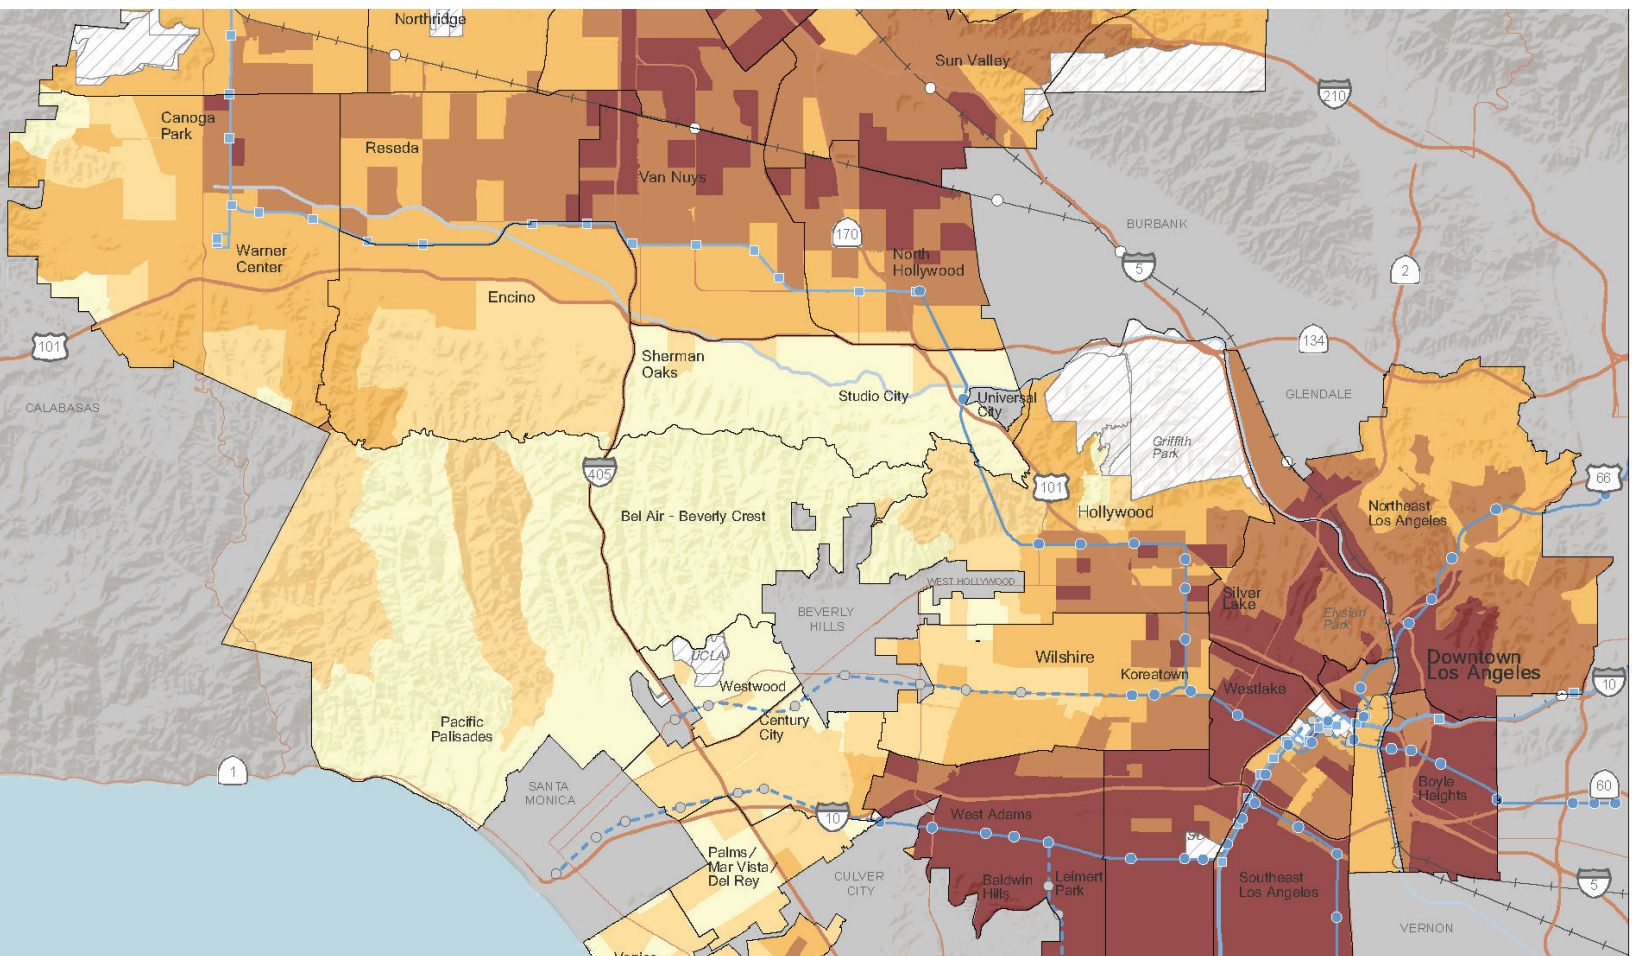 Northridge
Sun Valley
210
Canoga
Park
Reseda
Van Nuys
170
BURBANK
5
2
Warner
Center
North
Hollywood
Encino
101
134
Sherman
Oaks
Studio City
Universal
City
CALABASAS
GLENDALE
Griffith
Park
405
101
66
Bel Air - Beverly Crest
Hollywood
Northeast
Los Angeles
WEST HOLLYWOOD
BEVERLY
HILLS
Silver
Lake
Elysian
Park
UCLA
Wilshire
Downtown
Los Angeles
Koreatown
Westwood
Westlake
10
Century
City
Pacific
Palisades
1
SANTA
MONICA
Boyle
Heights
60
10
West Adams
Palms/
Mar Vista/
Del Rey
CULVER
CITY
Baldwin
Hills
Leimert
Park
Southeast
Los Angeles
5
VERNON